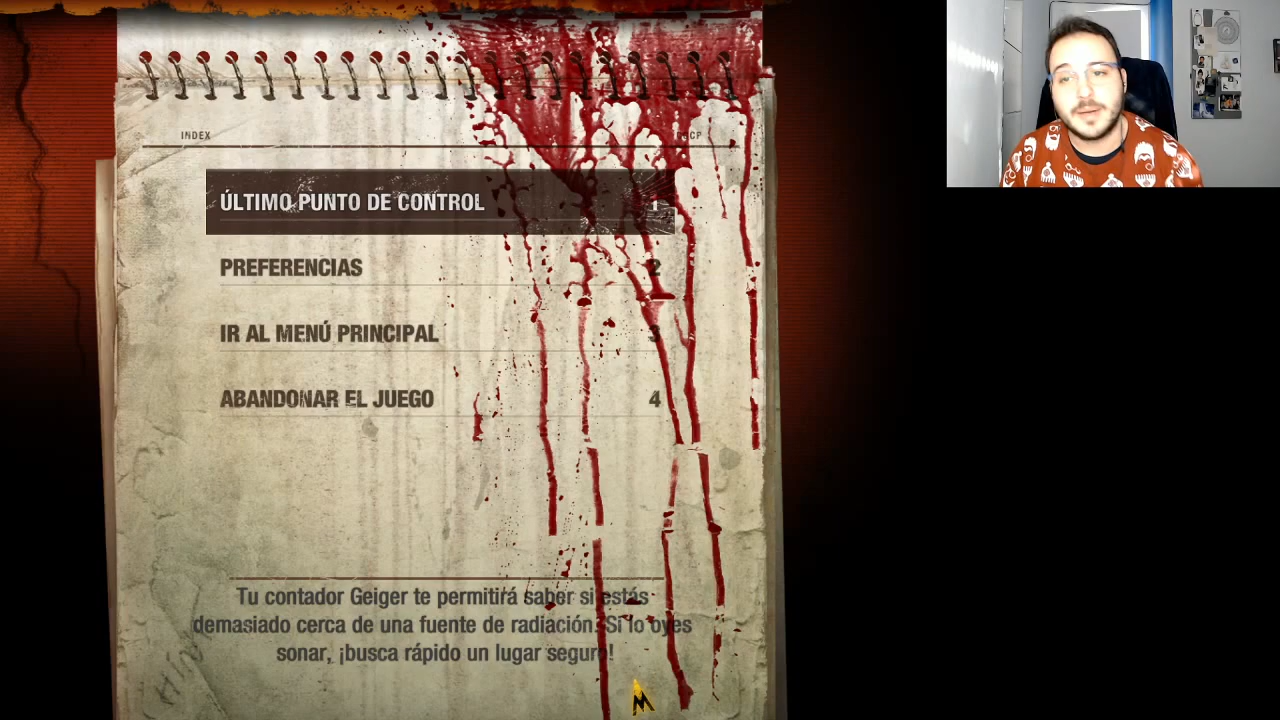 INDEX
ÚLTIMO PUNTO DE CONTROL 1
PREFERENCIAS 2
IR AL MENÚ PRINCIPAL 3
ABANDONAR EL JUEGO 4
Tu contador Geiger te permitirá saber si estás
demasiado cerca de una fuente de radiación. Si lo oyes
sonar, ¡busca rápido un lugar seguro!